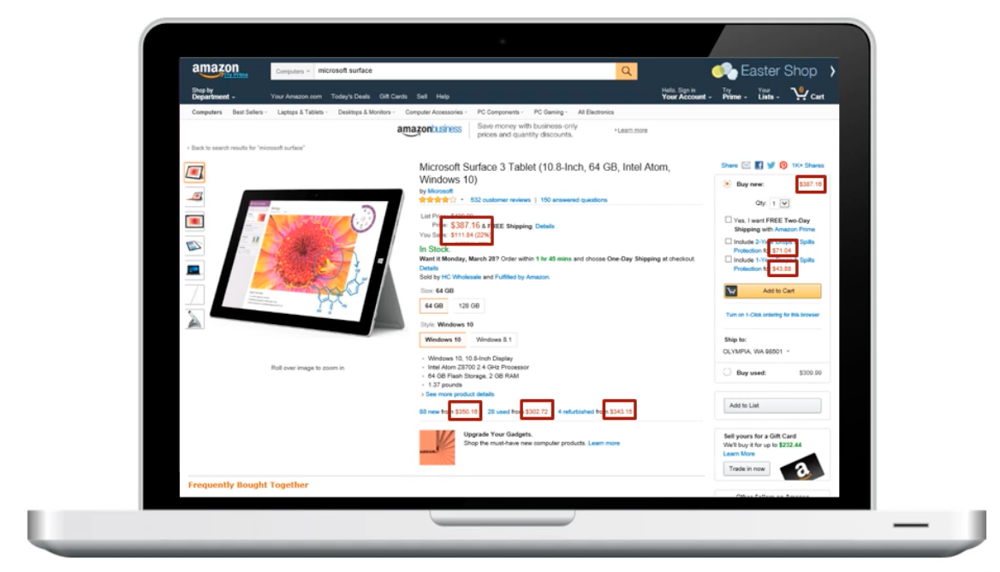 amazon
Try Prime
Computers
microsoft surface
Easter Shop
Shop by
Department
Your Amazon.com Today's Deals Gift Cards Sell Help
Hello. Sign in
Your Account
Try
Prime
Your
Lists
0
Cart
Computers Best Sellers Laptops & Tablets Desktops & Monitors Computer Accessories PC Components PC Gaming All Electronics
amazonbusiness
Save money with business-only
prices and quantity discounts.
›Learn more
‹ Back to search results for "microsoft surface"
Microsoft Surface 3 Tablet (10.8-Inch, 64 GB, Intel Atom,
Windows 10)
by Microsoft
532 customer reviews | 150 answered questions
List Price:
Price: $387.16 & FREE Shipping. Details
You Save: $111.84 (22%)
In Stock.
Want it Monday, March 28? Order within 1 hr 45 mins and choose One-Day Shipping at checkout.
Details
Sold by HC Wholesale and Fulfilled by Amazon.
Size: 64 GB
64 GB 128 GB
Style: Windows 10
Windows 10 Windows 8.1
- Windows 10, 10.8-Inch Display
- Intel Atom Z8700 2.4 GHz Processor
- 64 GB Flash Storage, 2 GB RAM
- 1.37 pounds
› See more product details
88 new from $350.16 28 used from $302.72 4 refurbished from $343.15
Upgrade Your Gadgets.
Shop the must-have new computer products. Learn more
Roll over image to zoom in
Frequently Bought Together
Share 1K+ Shares
Buy new: $387.16
Qty: 1
Yes, I want FREE Two-Day
Shipping with Amazon Prime
Include 2-Year Drops & Spills
Protection for $71.04
Include 1-Year Drops & Spills
Protection for $43.88
Add to Cart
Turn on 1-Click ordering for this browser
Ship to:
OLYMPIA, WA 98501
Buy used: $309.99
Add to List
Sell yours for a Gift Card
We'll buy it for up to $232.44
Learn More
Trade in now
a
Other Sellers on Amazon